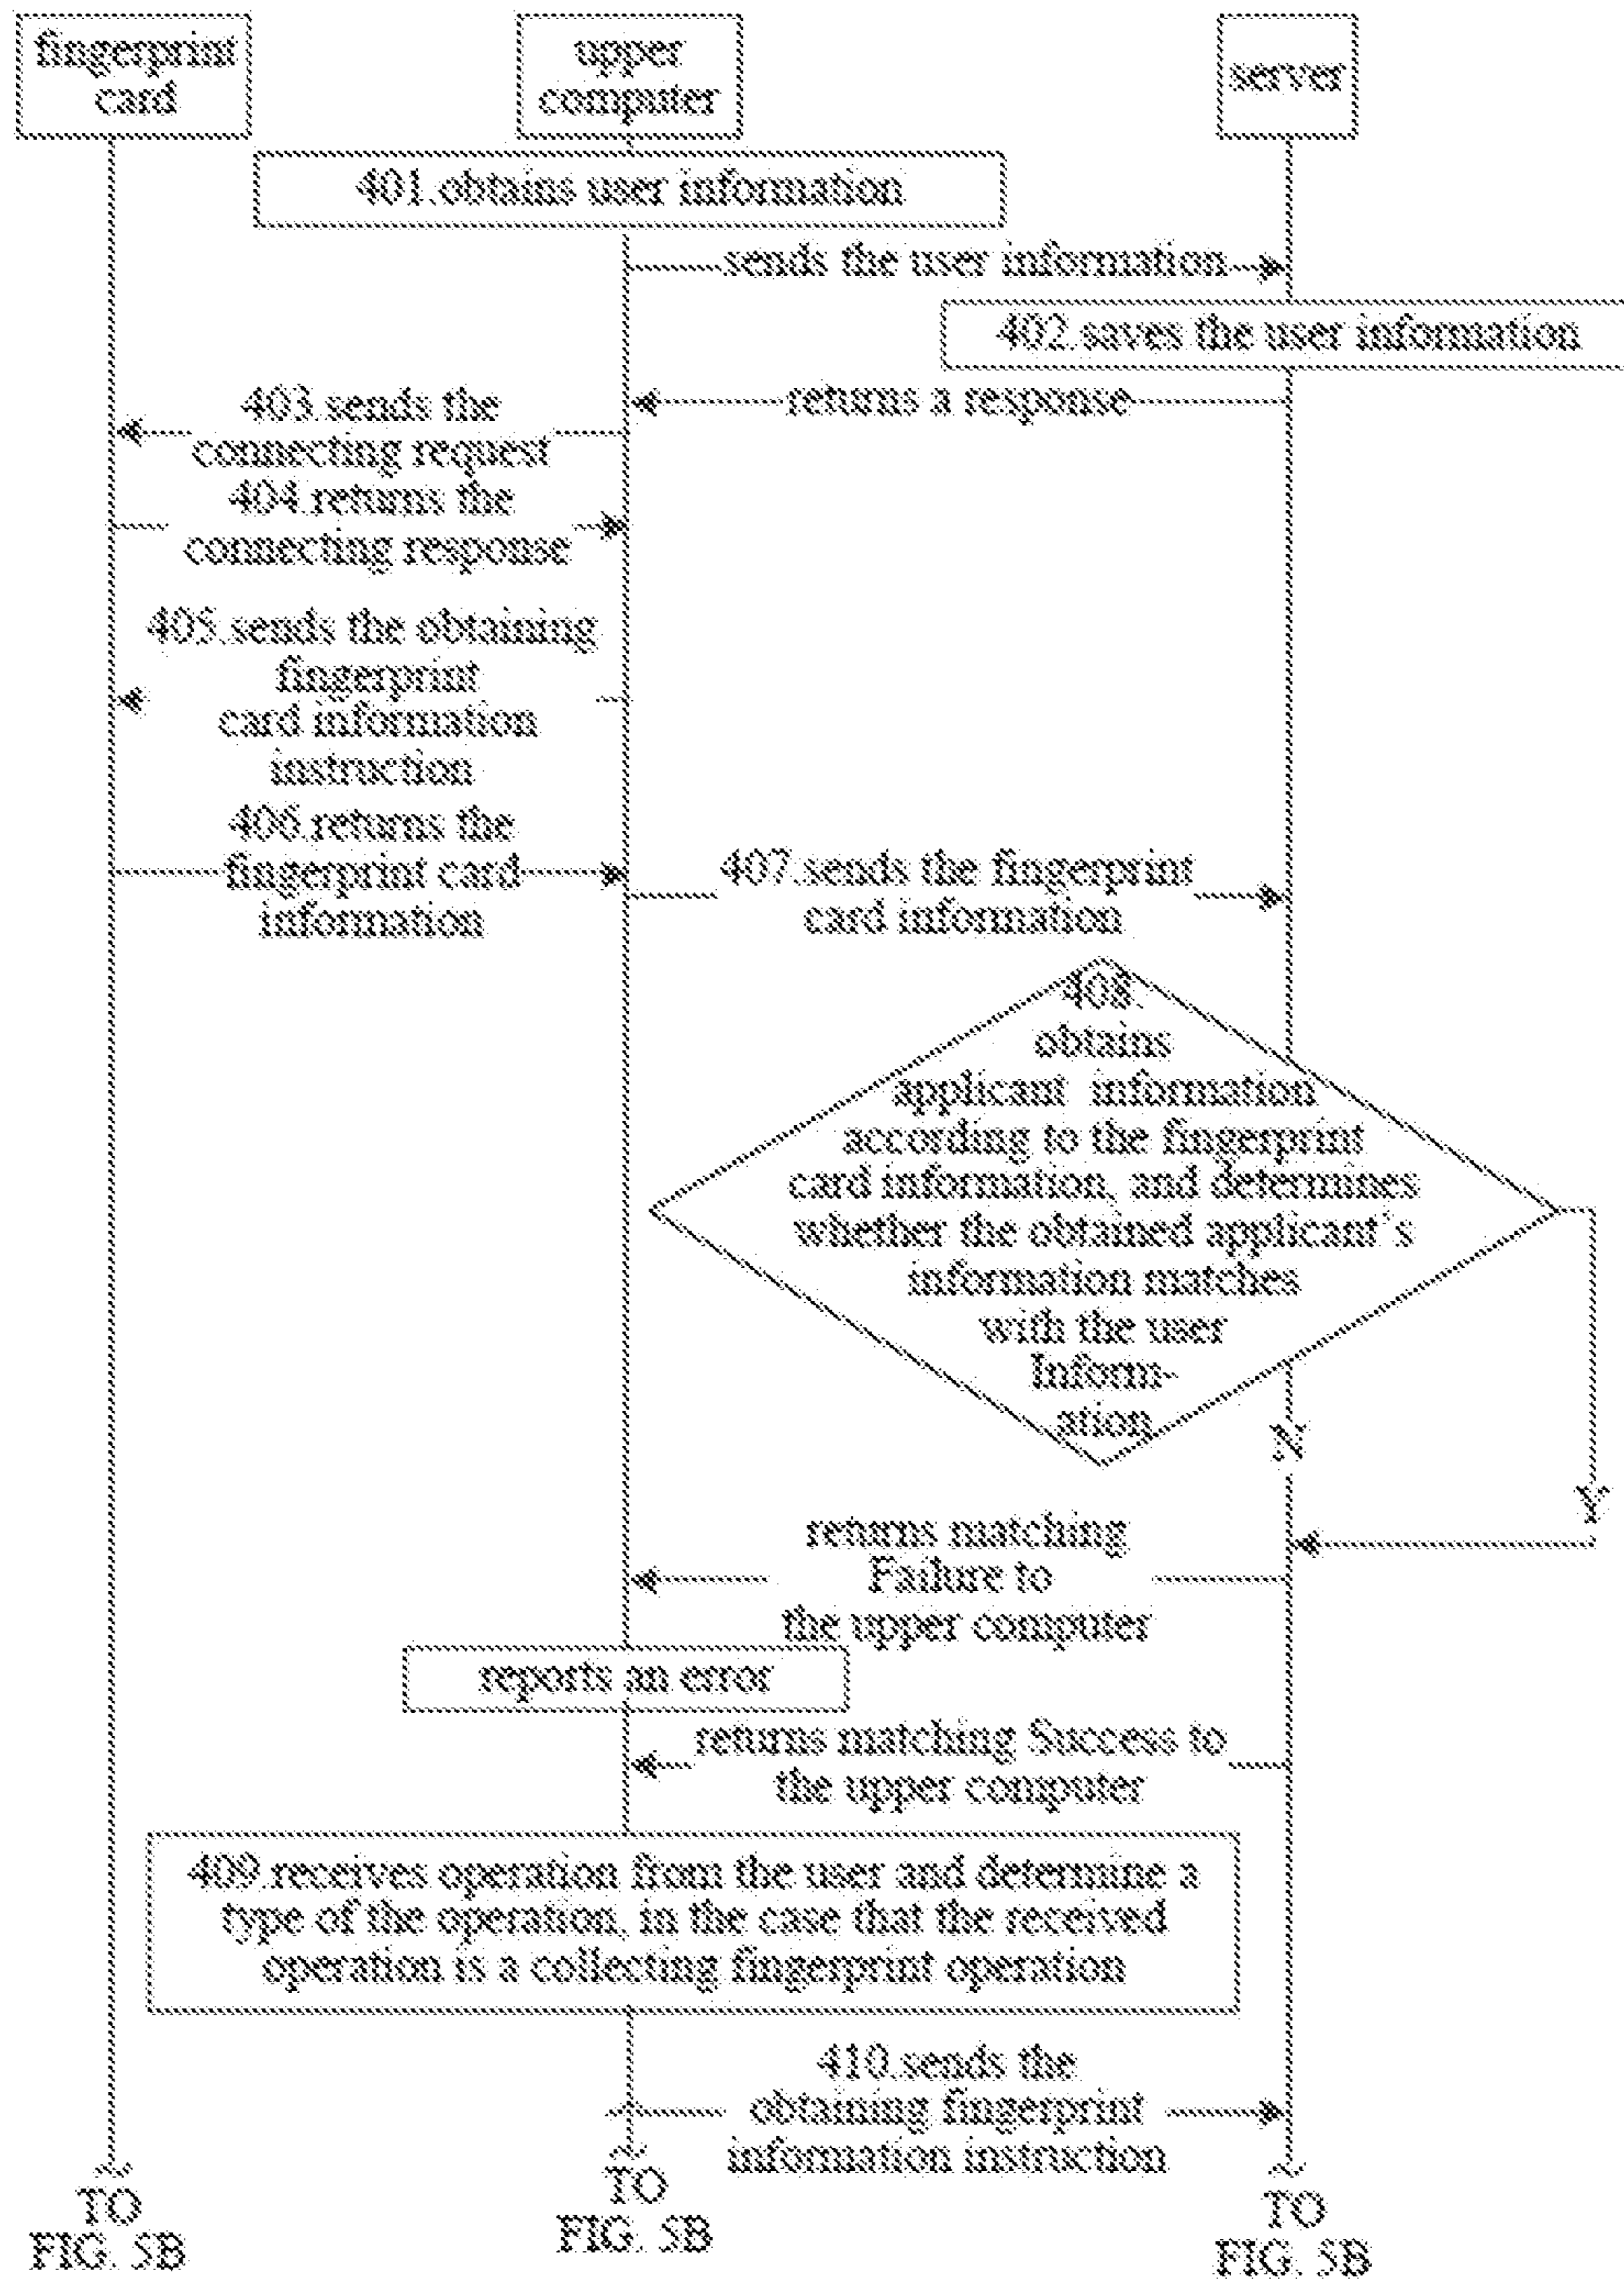 fingerprint
card
upper
computer
server
401.obtains user information
sends the user information
402.saves the user information
returns a response
403.sends the
connecting request
404.returns the
connecting response
405.sends the obtaining
fingerprint
card information
instruction
406.returns the
fingerprint card
information
407.sends the fingerprint
card information
408.
obtains
applicant information
according to the fingerprint
card information, and determines
whether the obtained applicant's
information matches
with the user
Inform-
ation
N
Y
returns matching
Failure to
the upper computer
reports an error
returns matching Success to
the upper computer
409.receives operation from the user and determine a
type of the operation, in the case that the received
operation is a collecting fingerprint operation
410.sends the
obtaining fingerprint
information instruction
TO
FIG. 5B
TO
FIG. 5B
TO
FIG. 5B